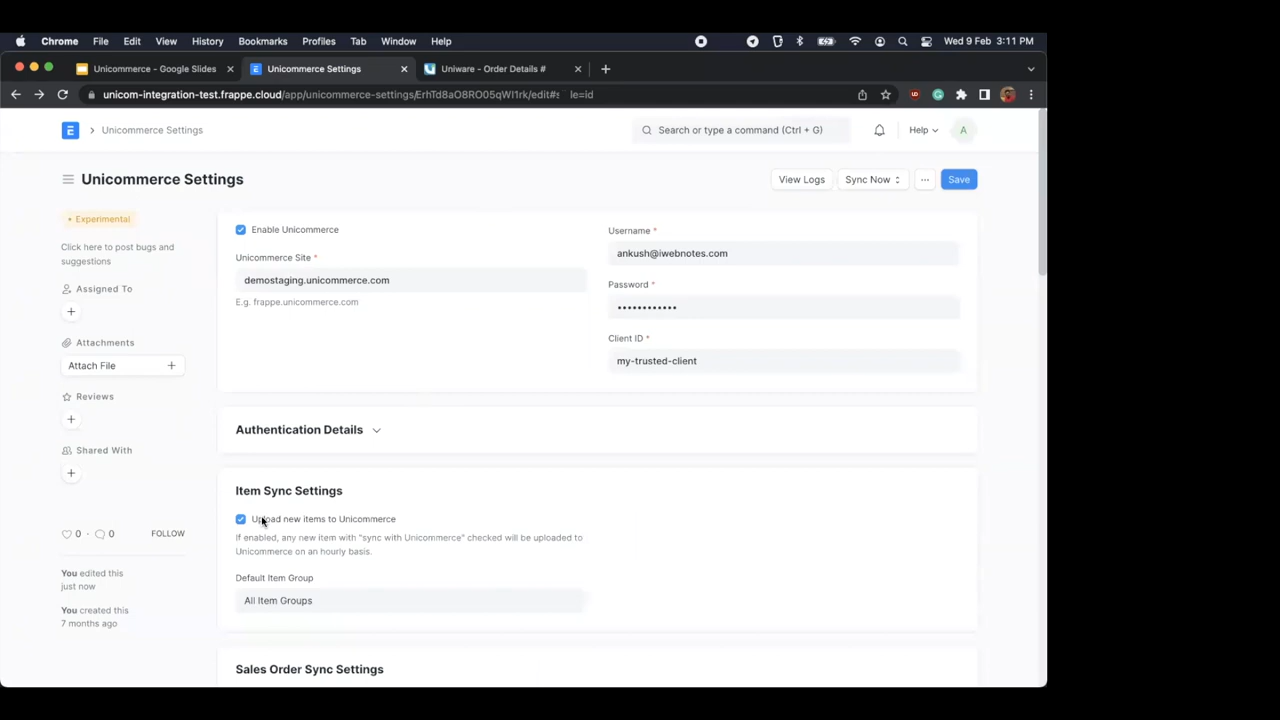 Chrome File Edit View History Bookmarks Profiles Tab Window Help Wed 9 Feb 3:11 PM
Unicommerce - Google Slides Unicommerce Settings Uniware - Order Details #
unicom-integration-test.frappe.cloud/app/unicommerce-settings/ErhTd8aO8RO05qWI1rk/edit#s le=id
E Unicommerce Settings Search or type a command (Ctrl + G) Help A
Unicommerce Settings View Logs Sync Now ... Save
Experimental
Click here to post bugs and
suggestions
Assigned To
Attachments
Attach File
Reviews
Shared With
0 · 0 FOLLOW
You edited this
just now
You created this
7 months ago
Enable Unicommerce
Unicommerce Site *
demostaging.unicommerce.com
E.g. frappe.unicommerce.com
Username *
ankush@iwebnotes.com
Password *
••••••••••••
Client ID *
my-trusted-client
Authentication Details
Item Sync Settings
Upload new items to Unicommerce
If enabled, any new item with "sync with Unicommerce" checked will be uploaded to
Unicommerce on an hourly basis.
Default Item Group
All Item Groups
Sales Order Sync Settings